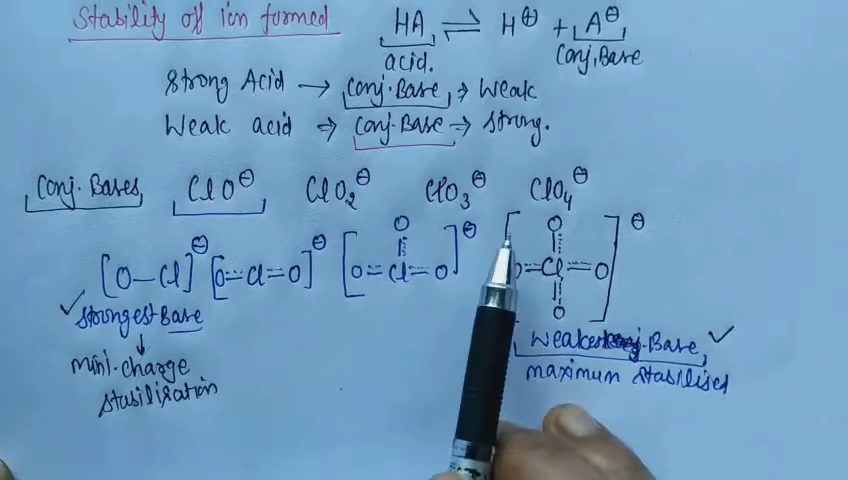 Stability of ion formed
HA ⇌ H⊕ + A⊖
acid. Conj. Base
Strong Acid → Conj. Base → Weak
Weak acid ⇒ Conj. Base → Strong.
Conj. Bases ClO⊖ ClO2⊖ ClO3⊖ ClO4⊖
[O-Cl]⊖ [O=Cl=O]⊖ [O=Cl=O]⊖ [O=Cl=O]⊖
O O
O
✓ Strongest Base
↓
mini. charge
stabilisation
Base, ✓
maximum stabilised